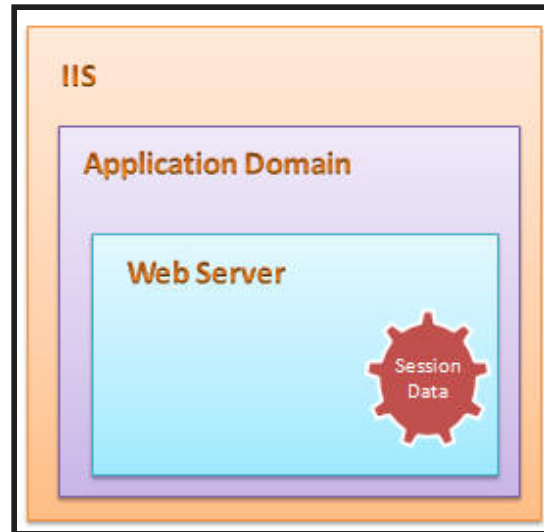 IIS
Application Domain
Web Server
Session
Data